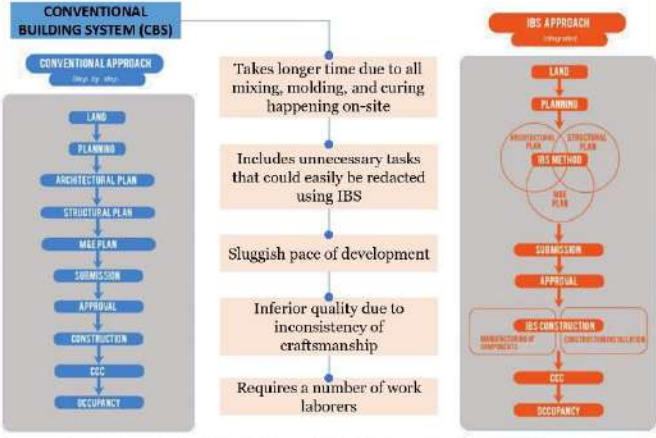 CONVENTIONAL
BUILDING SYSTEM (CBS)
CONVENTIONAL APPROACH
Step by step
LAND
PLANNING
ARCHITECTURAL PLAN
STRUCTURAL PLAN
M&E PLAN
SUBMISSION
APPROVAL
CONSTRUCTION
CCC
OCCUPANCY
Takes longer time due to all
mixing, molding, and curing
happening on-site
Includes unnecessary tasks
that could easily be redacted
using IBS
Sluggish pace of development
Inferior quality due to
inconsistency of
craftsmanship
Requires a number of work
laborers
IBS APPROACH
Integrated
LAND
PLANNING
ARCHITECTURAL
PLAN
STRUCTURAL
PLAN
IBS METHOD
M&E
PLAN
SUBMISSION
APPROVAL
IBS CONSTRUCTION
MANUFACTURING OF
COMPONENTS
CONSTRUCTION INSTALLATION
CCC
OCCUPANCY